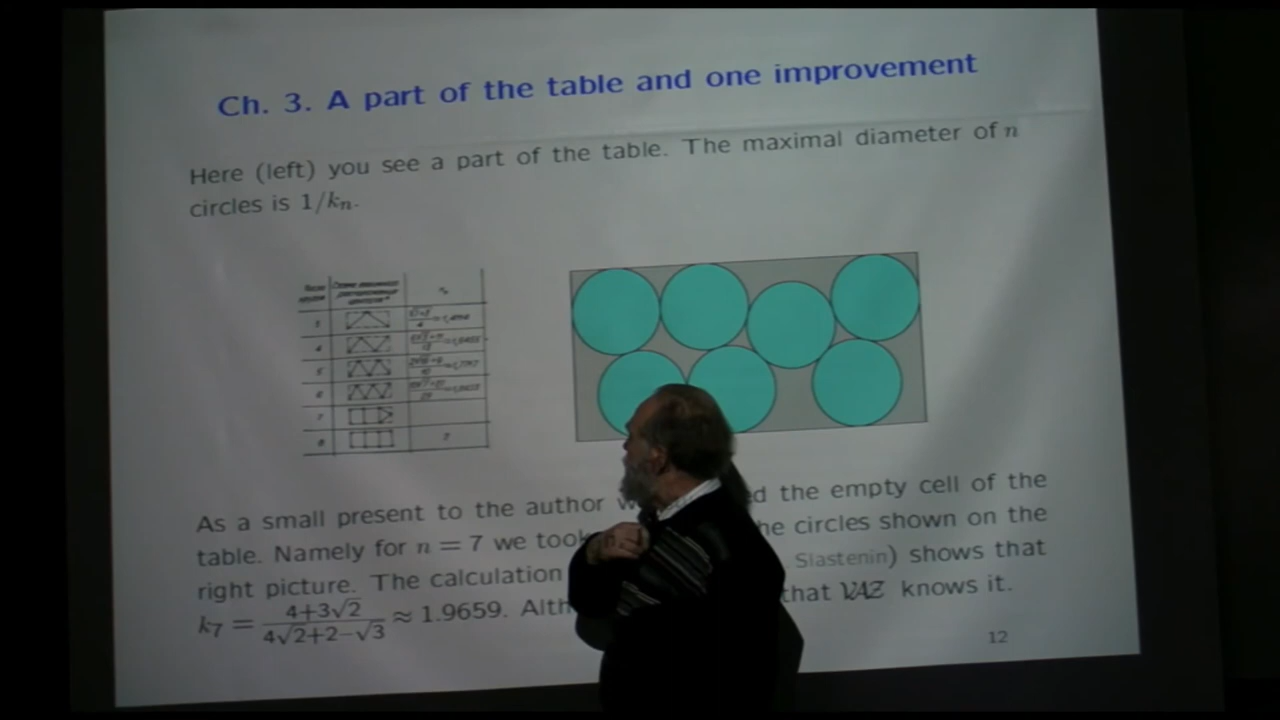 Ch. 3. A part of the table and one improvement
Here (left) you see a part of the table. The maximal diameter of n
circles is 1/kₙ.
As a small present to the author w d the empty cell of the
table. Namely for n = 7 we took he circles shown on the
right picture. The calculation Slastenin) shows that
k₇ = (4+3√2)/(4√2+2−√3) ≈ 1.9659. Alth that VAZ knows it.
12